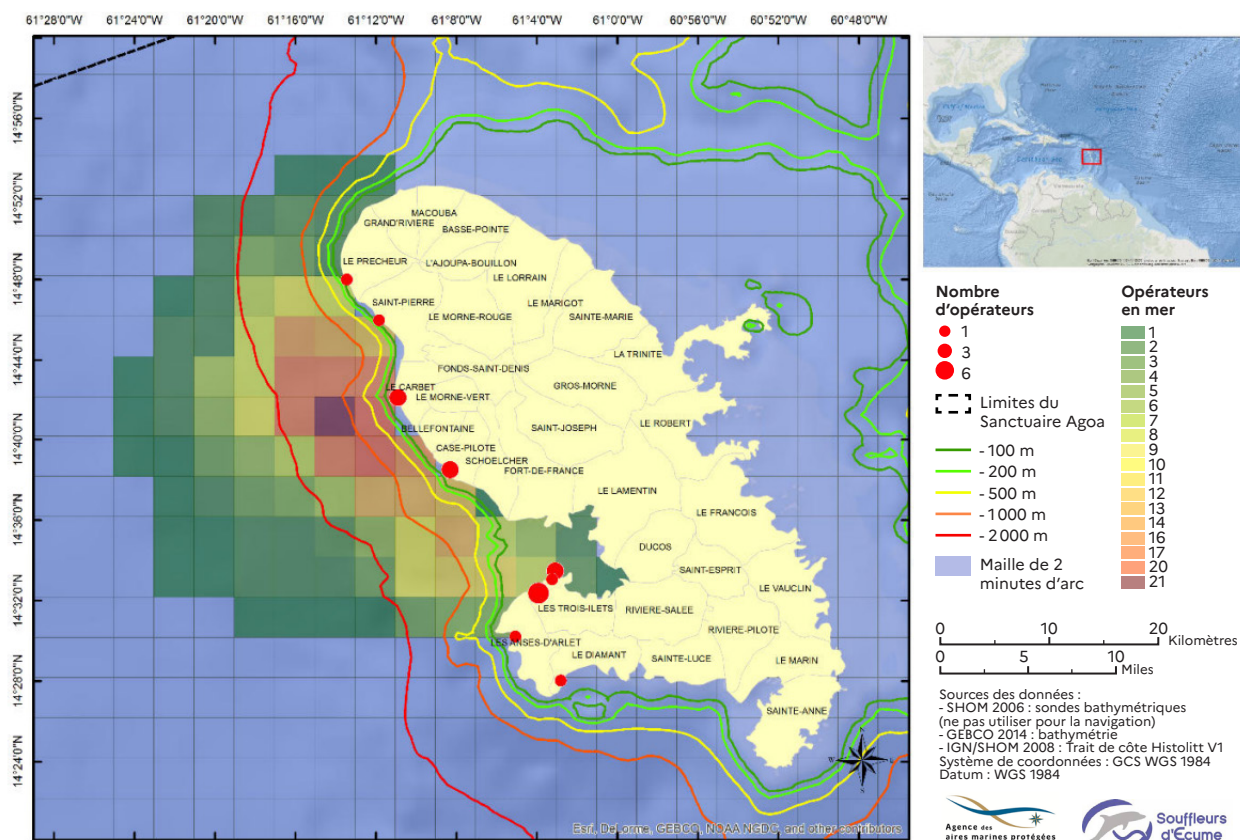 61°24'0"O 61°20'0"O 61°16'0"O 61°12'0"O 61°8'0"O 61°4'0"O 61°0'0"O 60°56'0"O 60°52'0"O 60°48'0"O
14°56'0"N
14°52'0"N
14°48'0"N
14°44'0"N
14°40'0"N
14°36'0"N
14°32'0"N
14°28'0"N
14°24'0"N
MACOUBA
GRAND'RIVIERE
BASSE-POINTE
LE PRECHEUR
L'AJOUPA-BOUILLON
LE LORRAIN
SAINT-PIERRE
LE MORNE-ROUGE
LE MARIGOT
SAINTE-MARIE
LA TRINITE
FONDS-SAINT-DENIS
LE CARBET
LE MORNE-VERT
GROS-MORNE
BELLEFONTAINE
SAINT-JOSEPH
LE ROBERT
CASE-PILOTE
SCHOELCHER
FORT-DE-FRANCE
LE LAMENTIN
LE FRANCOIS
DUCOS
SAINT-ESPRIT
LE VAUCLIN
LES TROIS-ILETS
RIVIERE-SALEE
RIVIERE-PILOTE
LES ANSES-D'ARLET
LE DIAMANT
SAINTE-LUCE
LE MARIN
SAINTE-ANNE
Esri, DeLorme, GEBCO, NOAA NGDC, and other contributors
Nombre
d'opérateurs
1
3
6
Limites du
Sanctuaire Agoa
- 100 m
- 200 m
- 500 m
- 1000 m
- 2000 m
Maille de 2
minutes d'arc
Opérateurs
en mer
1
2
3
4
5
6
7
8
9
10
11
12
13
14
16
17
20
21
0 10 20
Kilomètres
0 5 10
Miles
Sources des données :
- SHOM 2006 : sondes bathymétriques
(ne pas utiliser pour la navigation)
- GEBCO 2014 : bathymétrie
- IGN/SHOM 2008 : Trait de côte Histolitt V1
Système de coordonnées : GCS WGS 1984
Datum : WGS 1984
Agence des
aires marines protégées
Souffleurs
d'Écume